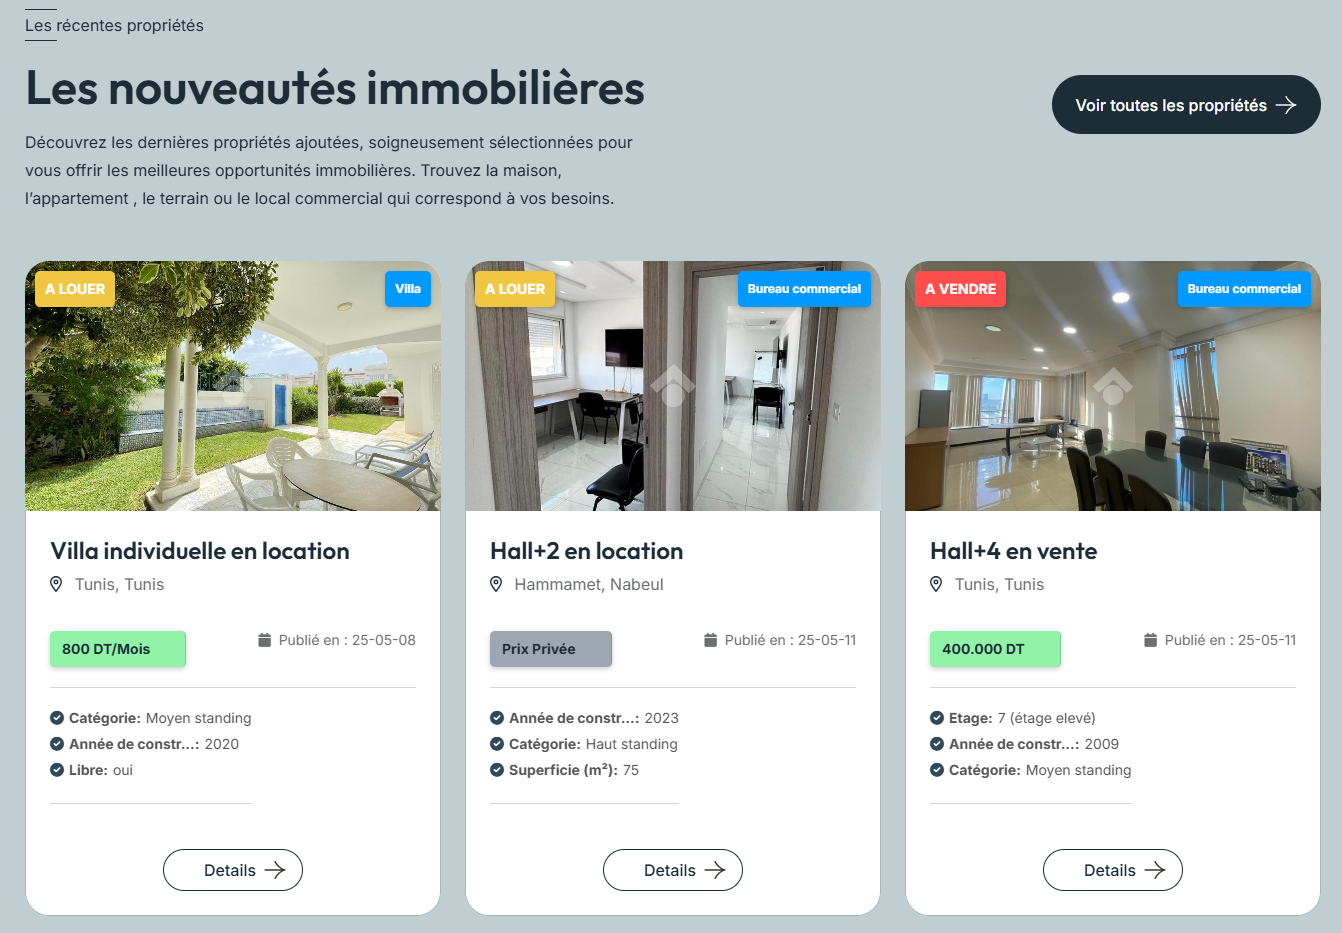 Les récentes propriétés
Les nouveautés immobilières
Voir toutes les propriétés
Découvrez les dernières propriétés ajoutées, soigneusement sélectionnées pour
vous offrir les meilleures opportunités immobilières. Trouvez la maison,
l’appartement , le terrain ou le local commercial qui correspond à vos besoins.
A LOUER
Villa
Villa individuelle en location
Tunis, Tunis
800 DT/Mois
Publié en : 25-05-08
Catégorie: Moyen standing
Année de constr...: 2020
Libre: oui
Details
A LOUER
Bureau commercial
Hall+2 en location
Hammamet, Nabeul
Prix Privée
Publié en : 25-05-11
Année de constr...: 2023
Catégorie: Haut standing
Superficie (m²): 75
Details
A VENDRE
Bureau commercial
Hall+4 en vente
Tunis, Tunis
400.000 DT
Publié en : 25-05-11
Etage: 7 (étage elevé)
Année de constr...: 2009
Catégorie: Moyen standing
Details